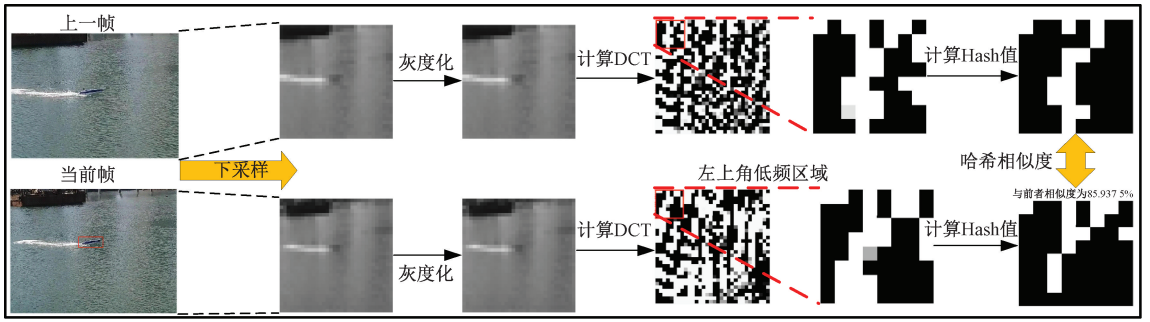 上一帧
灰度化
计算DCT
计算Hash值
当前帧
下采样
左上角低频区域
哈希相似度
与前者相似度为85.937 5%
灰度化
计算DCT
计算Hash值